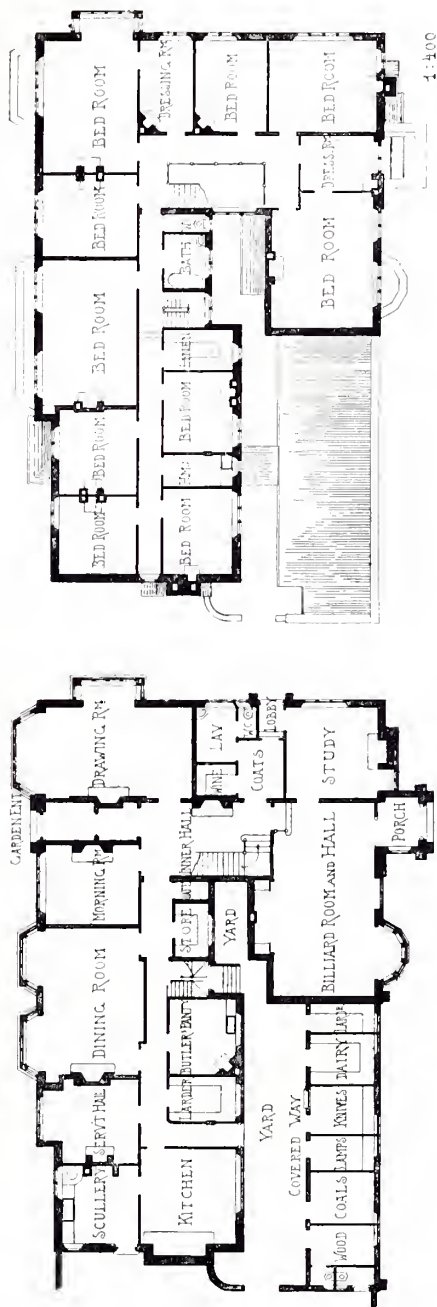 BED ROOM
BED ROOM
BED ROOM
BED ROOM
BED ROOM
DRESSING RM
BED ROOM
BED ROOM
DRESS. RM
BED ROOM
BATH
LINEN
BED ROOM
BED ROOM
1:400
GARDEN ENT
DRAWING RM
MORNING RM
DINING ROOM
SERVT HALL
SCULLERY
KITCHEN
LARDER
BUTLER'S PANT
STORE
INNER HALL
WINE
LAV
W.C
COATS
LOBBY
STUDY
BILLIARD ROOM AND HALL
PORCH
YARD
YARD
COVERED WAY
WOOD
COALS
LAMPS
KNIVES
DAIRY
LARDR